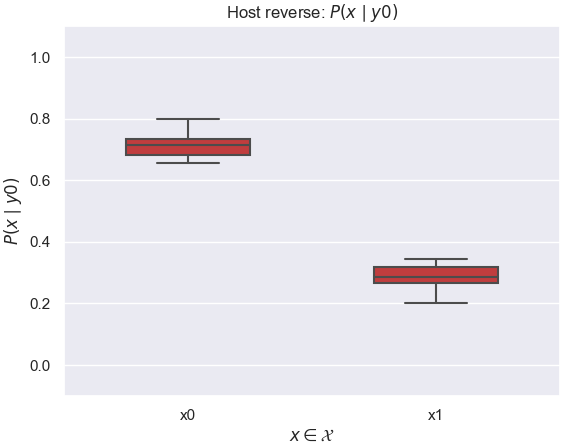 Host reverse: P(x | y0)
1.0
0.8
0.6
0.4
0.2
0.0
P(x | y0)
x0 x1
x ∈ 𝒳